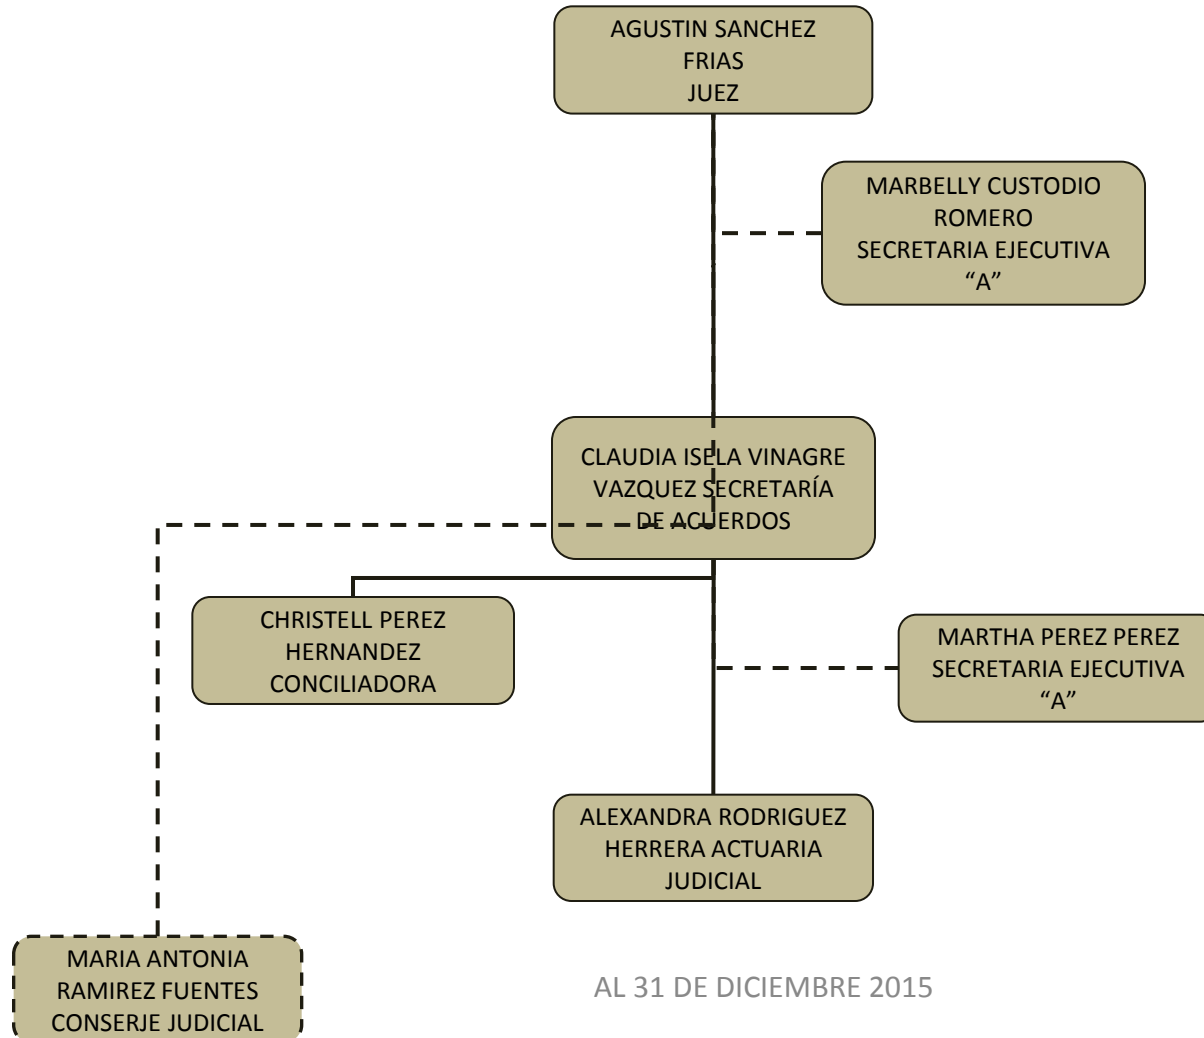 AGUSTIN SANCHEZ
FRIAS
JUEZ
MARBELLY CUSTODIO
ROMERO
SECRETARIA EJECUTIVA
“A”
CLAUDIA ISELA VINAGRE
VAZQUEZ SECRETARÍA
DE ACUERDOS
CHRISTELL PEREZ
HERNANDEZ
CONCILIADORA
MARTHA PEREZ PEREZ
SECRETARIA EJECUTIVA
“A”
ALEXANDRA RODRIGUEZ
HERRERA ACTUARIA
JUDICIAL
MARIA ANTONIA
RAMIREZ FUENTES
CONSERJE JUDICIAL
AL 31 DE DICIEMBRE 2015